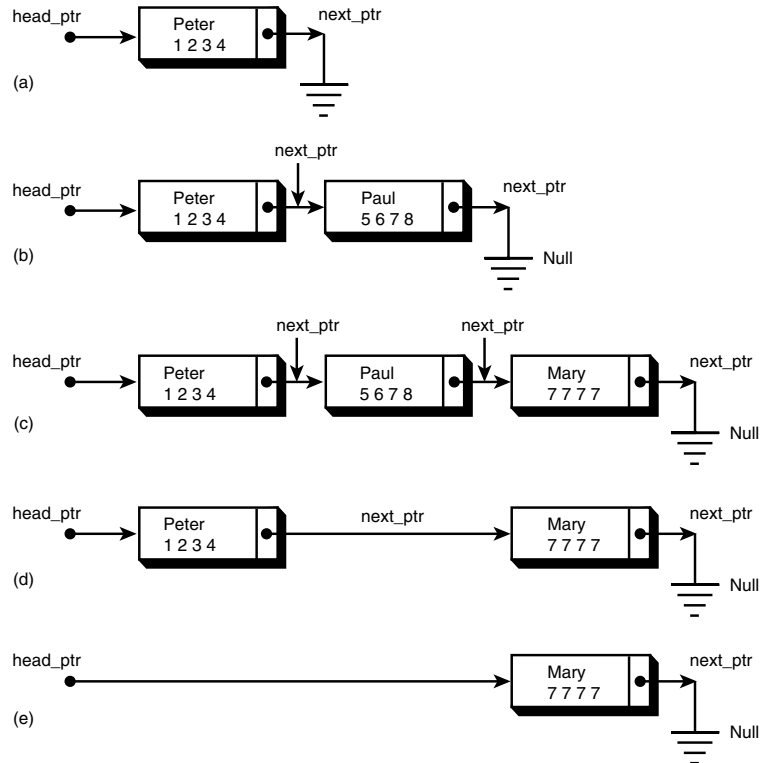 head_ptr
Peter
1 2 3 4
next_ptr
(a)
next_ptr
head_ptr
Peter
1 2 3 4
Paul
5 6 7 8
next_ptr
Null
(b)
next_ptr
next_ptr
head_ptr
Peter
1 2 3 4
Paul
5 6 7 8
Mary
7 7 7 7
next_ptr
Null
(c)
head_ptr
Peter
1 2 3 4
next_ptr
Mary
7 7 7 7
next_ptr
Null
(d)
head_ptr
Mary
7 7 7 7
next_ptr
Null
(e)